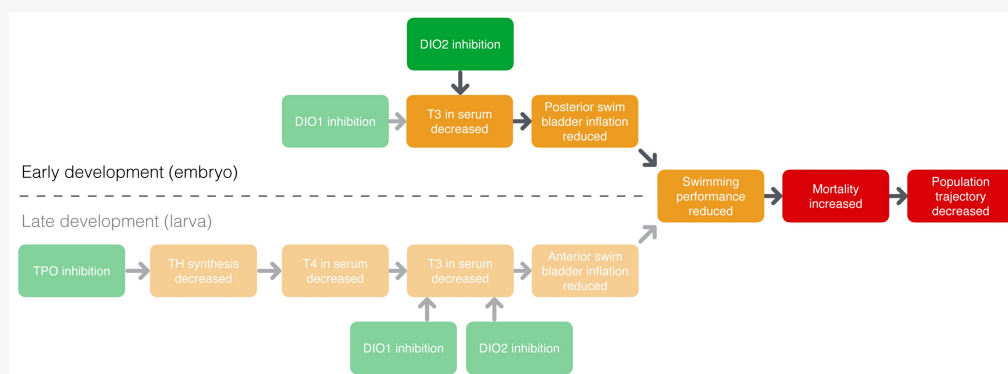 DIO2 inhibition
DIO1 inhibition
T3 in serum
decreased
Posterior swim
bladder inflation
reduced
Early development (embryo)
Swimming
performance
reduced
Mortality
increased
Population
trajectory
decreased
Late development (larva)
TPO inhibition
TH synthesis
decreased
T4 in serum
decreased
T3 in serum
decreased
Anterior swim
bladder inflation
reduced
DIO1 inhibition
DIO2 inhibition